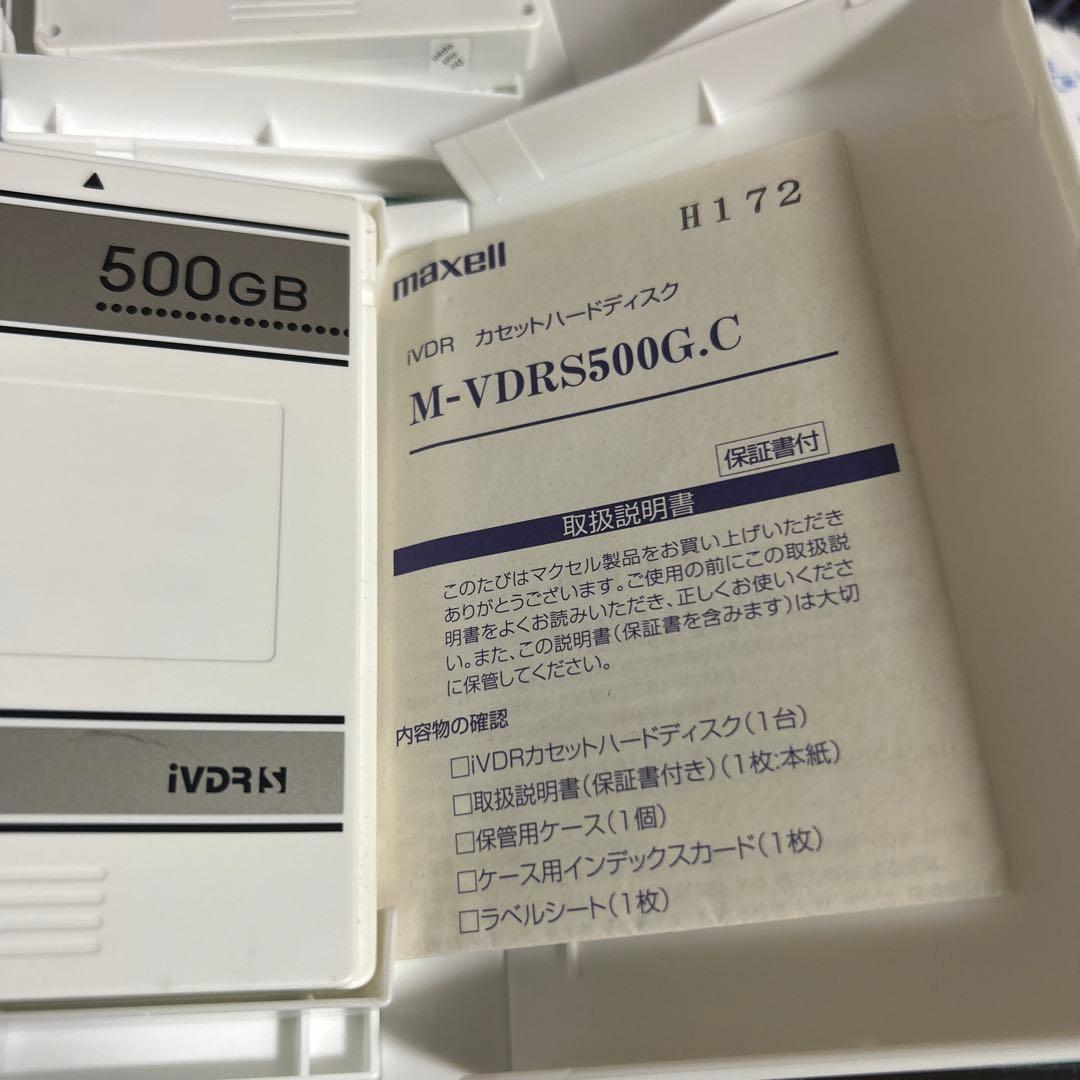 500GB
iVDR S
H172
maxell
iVDR カセットハードディスク
M-VDRS500G.C
保証書付
取扱説明書
このたびはマクセル製品をお買い上げいただき
ありがとうございます。ご使用の前にこの取扱説
明書をよくお読みいただき、正しくお使いくださ
い。また、この説明書(保証書を含みます)は大切
に保管してください。
内容物の確認
□iVDRカセットハードディスク(1台)
□取扱説明書(保証書付き)(1枚:本紙)
□保管用ケース(1個)
□ケース用インデックスカード(1枚)
□ラベルシート(1枚)